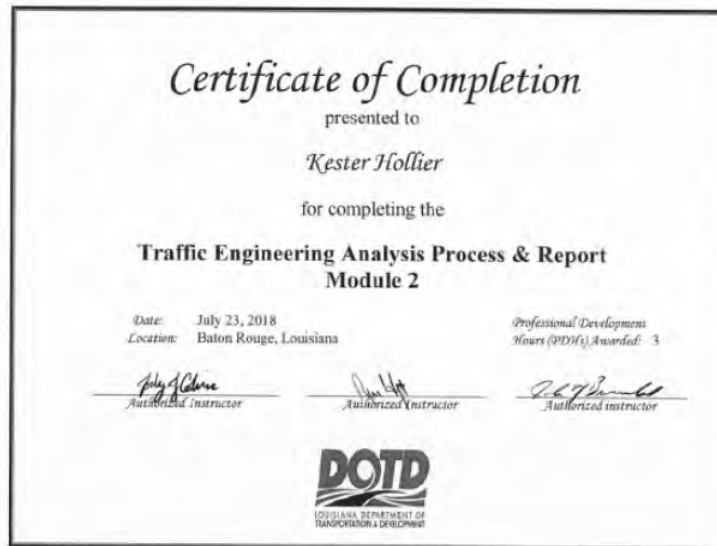 Certificate of Completion
presented to
Kester Hollier
for completing the
Traffic Engineering Analysis Process & Report
Module 2
Date: July 23, 2018
Location: Baton Rouge, Louisiana
Professional Development
Hours (PDHs) Awarded: 3
Authorized Instructor
Authorized Instructor
Authorized instructor
DOTD
LOUISIANA DEPARTMENT OF
TRANSPORTATION & DEVELOPMENT